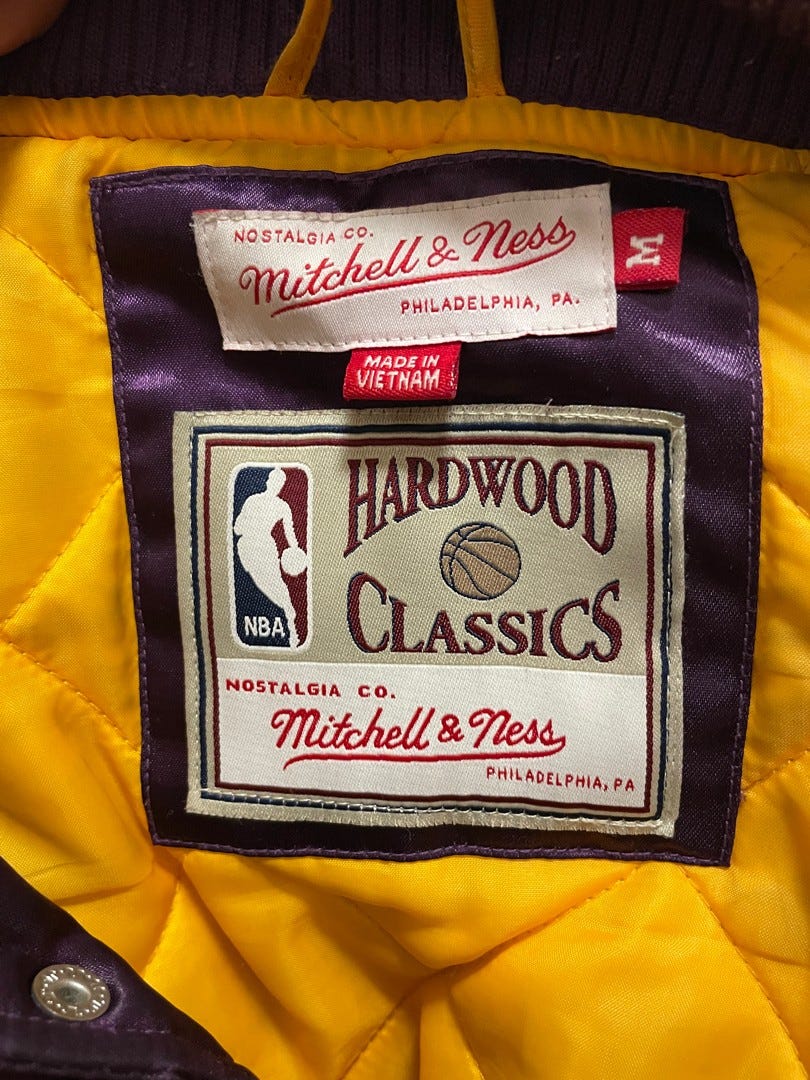 NOSTALGIA CO.
Mitchell & Ness
PHILADELPHIA, PA.
M
MADE IN
VIETNAM
HARDWOOD
CLASSICS
NBA
NOSTALGIA CO.
Mitchell & Ness
PHILADELPHIA, PA